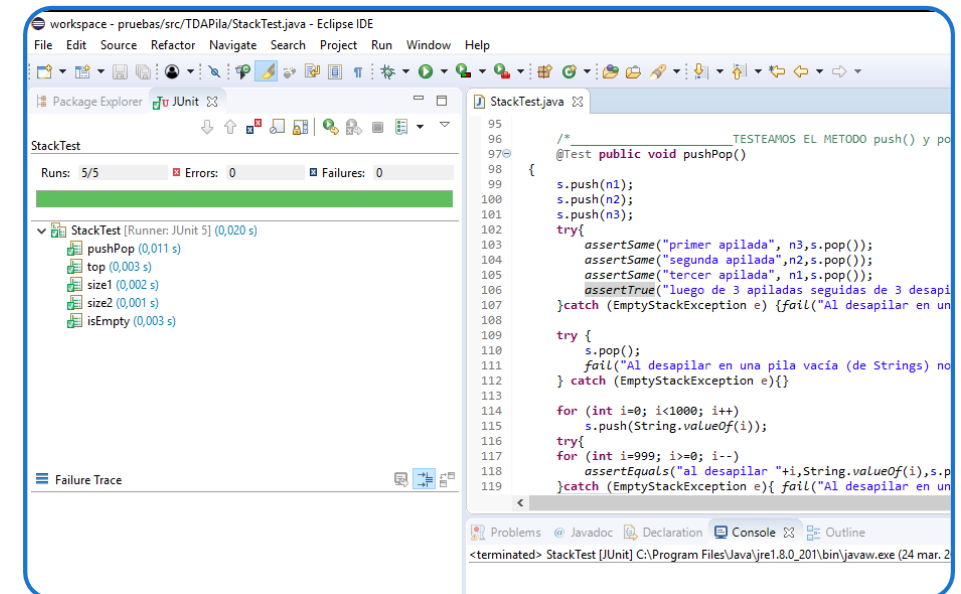 workspace - pruebas/src/TDAPila/StackTest.java - Eclipse IDE
File Edit Source Refactor Navigate Search Project Run Window Help
Package Explorer JUnit
StackTest
Runs: 5/5 Errors: 0 Failures: 0
StackTest [Runner: JUnit 5] (0,020 s)
pushPop (0,011 s)
top (0,003 s)
size1 (0,002 s)
size2 (0,001 s)
isEmpty (0,003 s)
Failure Trace
StackTest.java
95
96 /*____________________TESTEAMOS EL METODO push() y po
97 @Test public void pushPop()
98 {
99 s.push(n1);
100 s.push(n2);
101 s.push(n3);
102 try{
103 assertSame("primer apilada", n3,s.pop());
104 assertSame("segunda apilada",n2,s.pop());
105 assertSame("tercer apilada", n1,s.pop());
106 assertTrue("luego de 3 apiladas seguidas de 3 desapi
107 }catch (EmptyStackException e) {fail("Al desapilar en un
108
109 try {
110 s.pop();
111 fail("Al desapilar en una pila vacía (de Strings) no
112 } catch (EmptyStackException e){}
113
114 for (int i=0; i<1000; i++)
115 s.push(String.valueOf(i));
116 try{
117 for (int i=999; i>=0; i--)
118 assertEquals("al desapilar "+i,String.valueOf(i),s.p
119 }catch (EmptyStackException e){ fail("Al desapilar en un
Problems Javadoc Declaration Console Outline
<terminated> StackTest [JUnit] C:\Program Files\Java\jre1.8.0_201\bin\javaw.exe (24 mar. 2